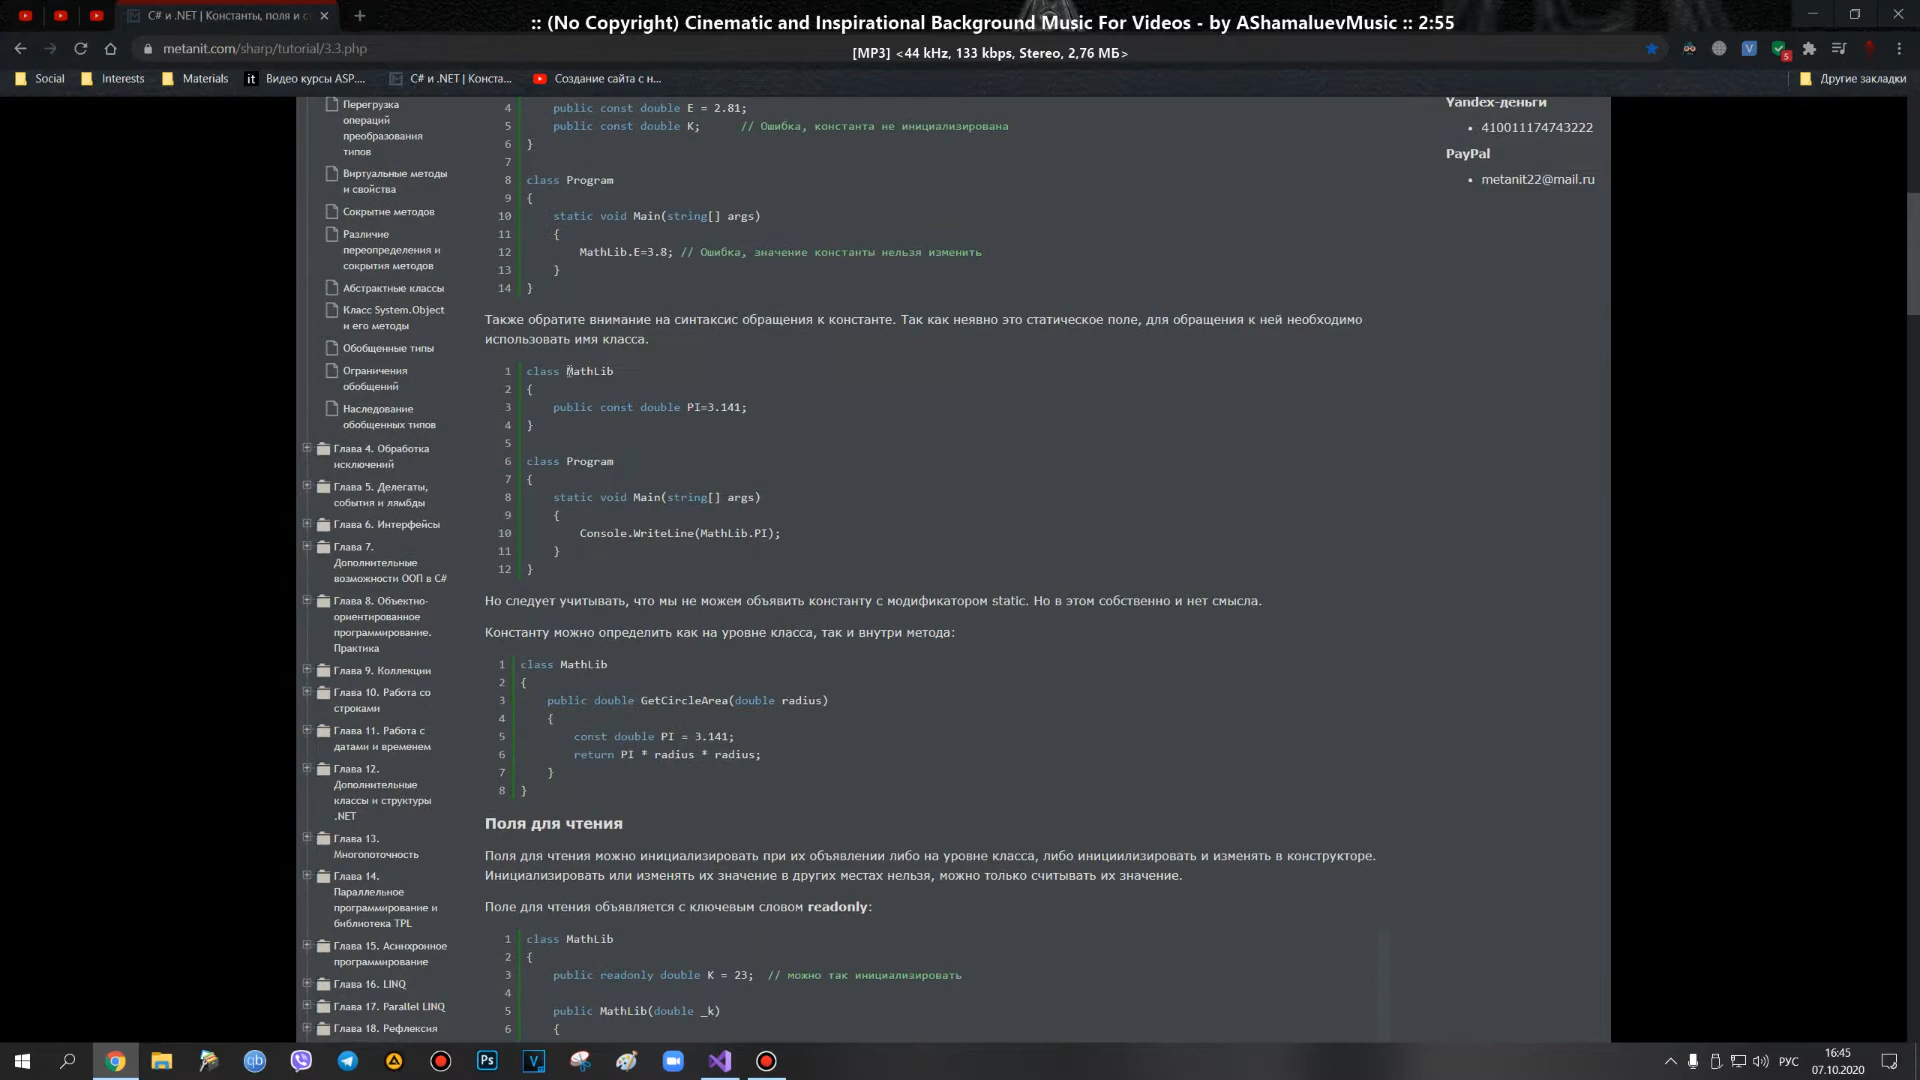 C# и .NET | Константы, поля и с
:: (No Copyright) Cinematic and Inspirational Background Music For Videos - by AShamaluevMusic :: 2:55
metanit.com/sharp/tutorial/3.3.php
[MP3] <44 kHz, 133 kbps, Stereo, 2,76 МБ>
5
Social
Interests
Materials
Видео курсы ASP....
C# и .NET | Конста...
Создание сайта с н...
Другие закладки
Перегрузка
операций
преобразования
типов
Виртуальные методы
и свойства
Сокрытие методов
Различие
переопределения и
сокрытия методов
Абстрактные классы
Класс System.Object
и его методы
Обобщенные типы
Ограничения
обобщений
Наследование
обобщенных типов
Глава 4. Обработка
исключений
Глава 5. Делегаты,
события и лямбды
Глава 6. Интерфейсы
Глава 7.
Дополнительные
возможности ООП в C#
Глава 8. Объектно-
ориентированное
программирование.
Практика
Глава 9. Коллекции
Глава 10. Работа со
строками
Глава 11. Работа с
датами и временем
Глава 12.
Дополнительные
классы и структуры
.NET
Глава 13.
Многопоточность
Глава 14.
Параллельное
программирование и
библиотека TPL
Глава 15. Асинхронное
программирование
Глава 16. LINQ
Глава 17. Parallel LINQ
Глава 18. Рефлексия
4 public const double E = 2.81;
5 public const double K; // Ошибка, константа не инициализирована
6 }
7
8 class Program
9 {
10 static void Main(string[] args)
11 {
12 MathLib.E=3.8; // Ошибка, значение константы нельзя изменить
13 }
14 }
Также обратите внимание на синтаксис обращения к константе. Так как неявно это статическое поле, для обращения к ней необходимо
использовать имя класса.
1 class MathLib
2 {
3 public const double PI=3.141;
4 }
5
6 class Program
7 {
8 static void Main(string[] args)
9 {
10 Console.WriteLine(MathLib.PI);
11 }
12 }
Но следует учитывать, что мы не можем объявить константу с модификатором static. Но в этом собственно и нет смысла.
Константу можно определить как на уровне класса, так и внутри метода:
1 class MathLib
2 {
3 public double GetCircleArea(double radius)
4 {
5 const double PI = 3.141;
6 return PI * radius * radius;
7 }
8 }
Поля для чтения
Поля для чтения можно инициализировать при их объявлении либо на уровне класса, либо инициилизировать и изменять в конструкторе.
Инициализировать или изменять их значение в других местах нельзя, можно только считывать их значение.
Поле для чтения объявляется с ключевым словом readonly:
1 class MathLib
2 {
3 public readonly double K = 23; // можно так инициализировать
4
5 public MathLib(double _k)
6 {
Yandex-деньги
410011174743222
PayPal
metanit22@mail.ru
РУС
16:45
07.10.2020